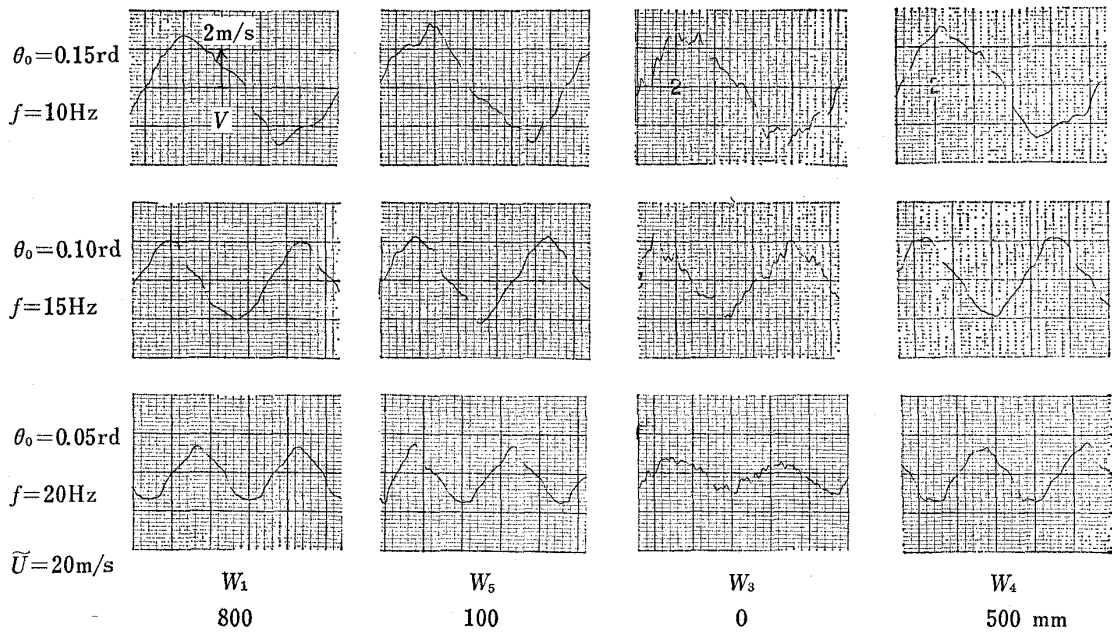 θ₀=0.15rd
f=10Hz
2m/s
V
2
2
θ₀=0.10rd
f=15Hz
θ₀=0.05rd
f=20Hz
Ũ=20m/s
W₁ W₅ W₃ W₄
800 100 0 500 mm